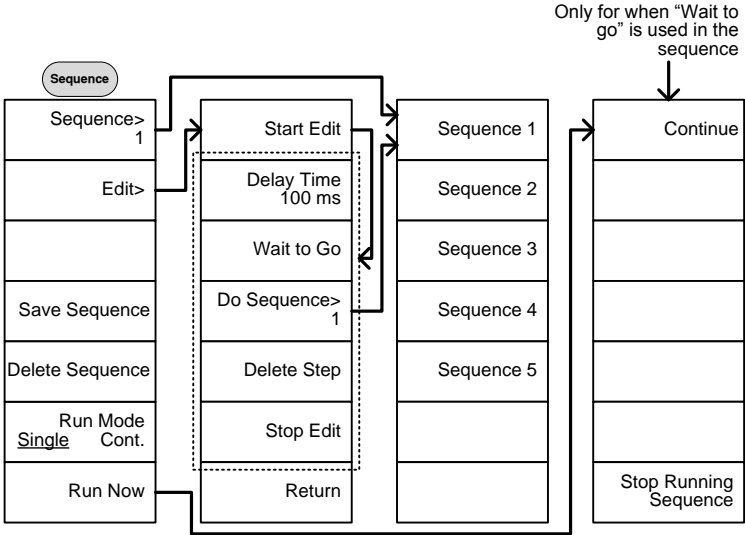 Only for when “Wait to
go” is used in the
sequence
Sequence
Sequence>
1
Edit>
Save Sequence
Delete Sequence
Run Mode
Single Cont.
Run Now
Start Edit
Delay Time
100 ms
Wait to Go
Do Sequence>
1
Delete Step
Stop Edit
Return
Sequence 1
Sequence 2
Sequence 3
Sequence 4
Sequence 5
Continue
Stop Running
Sequence